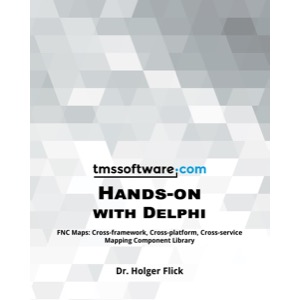 tmssoftware.com
HANDS-ON
WITH DELPHI
FNC Maps: Cross-framework, Cross-platform, Cross-service
Mapping Component Library
Dr. Holger Flick